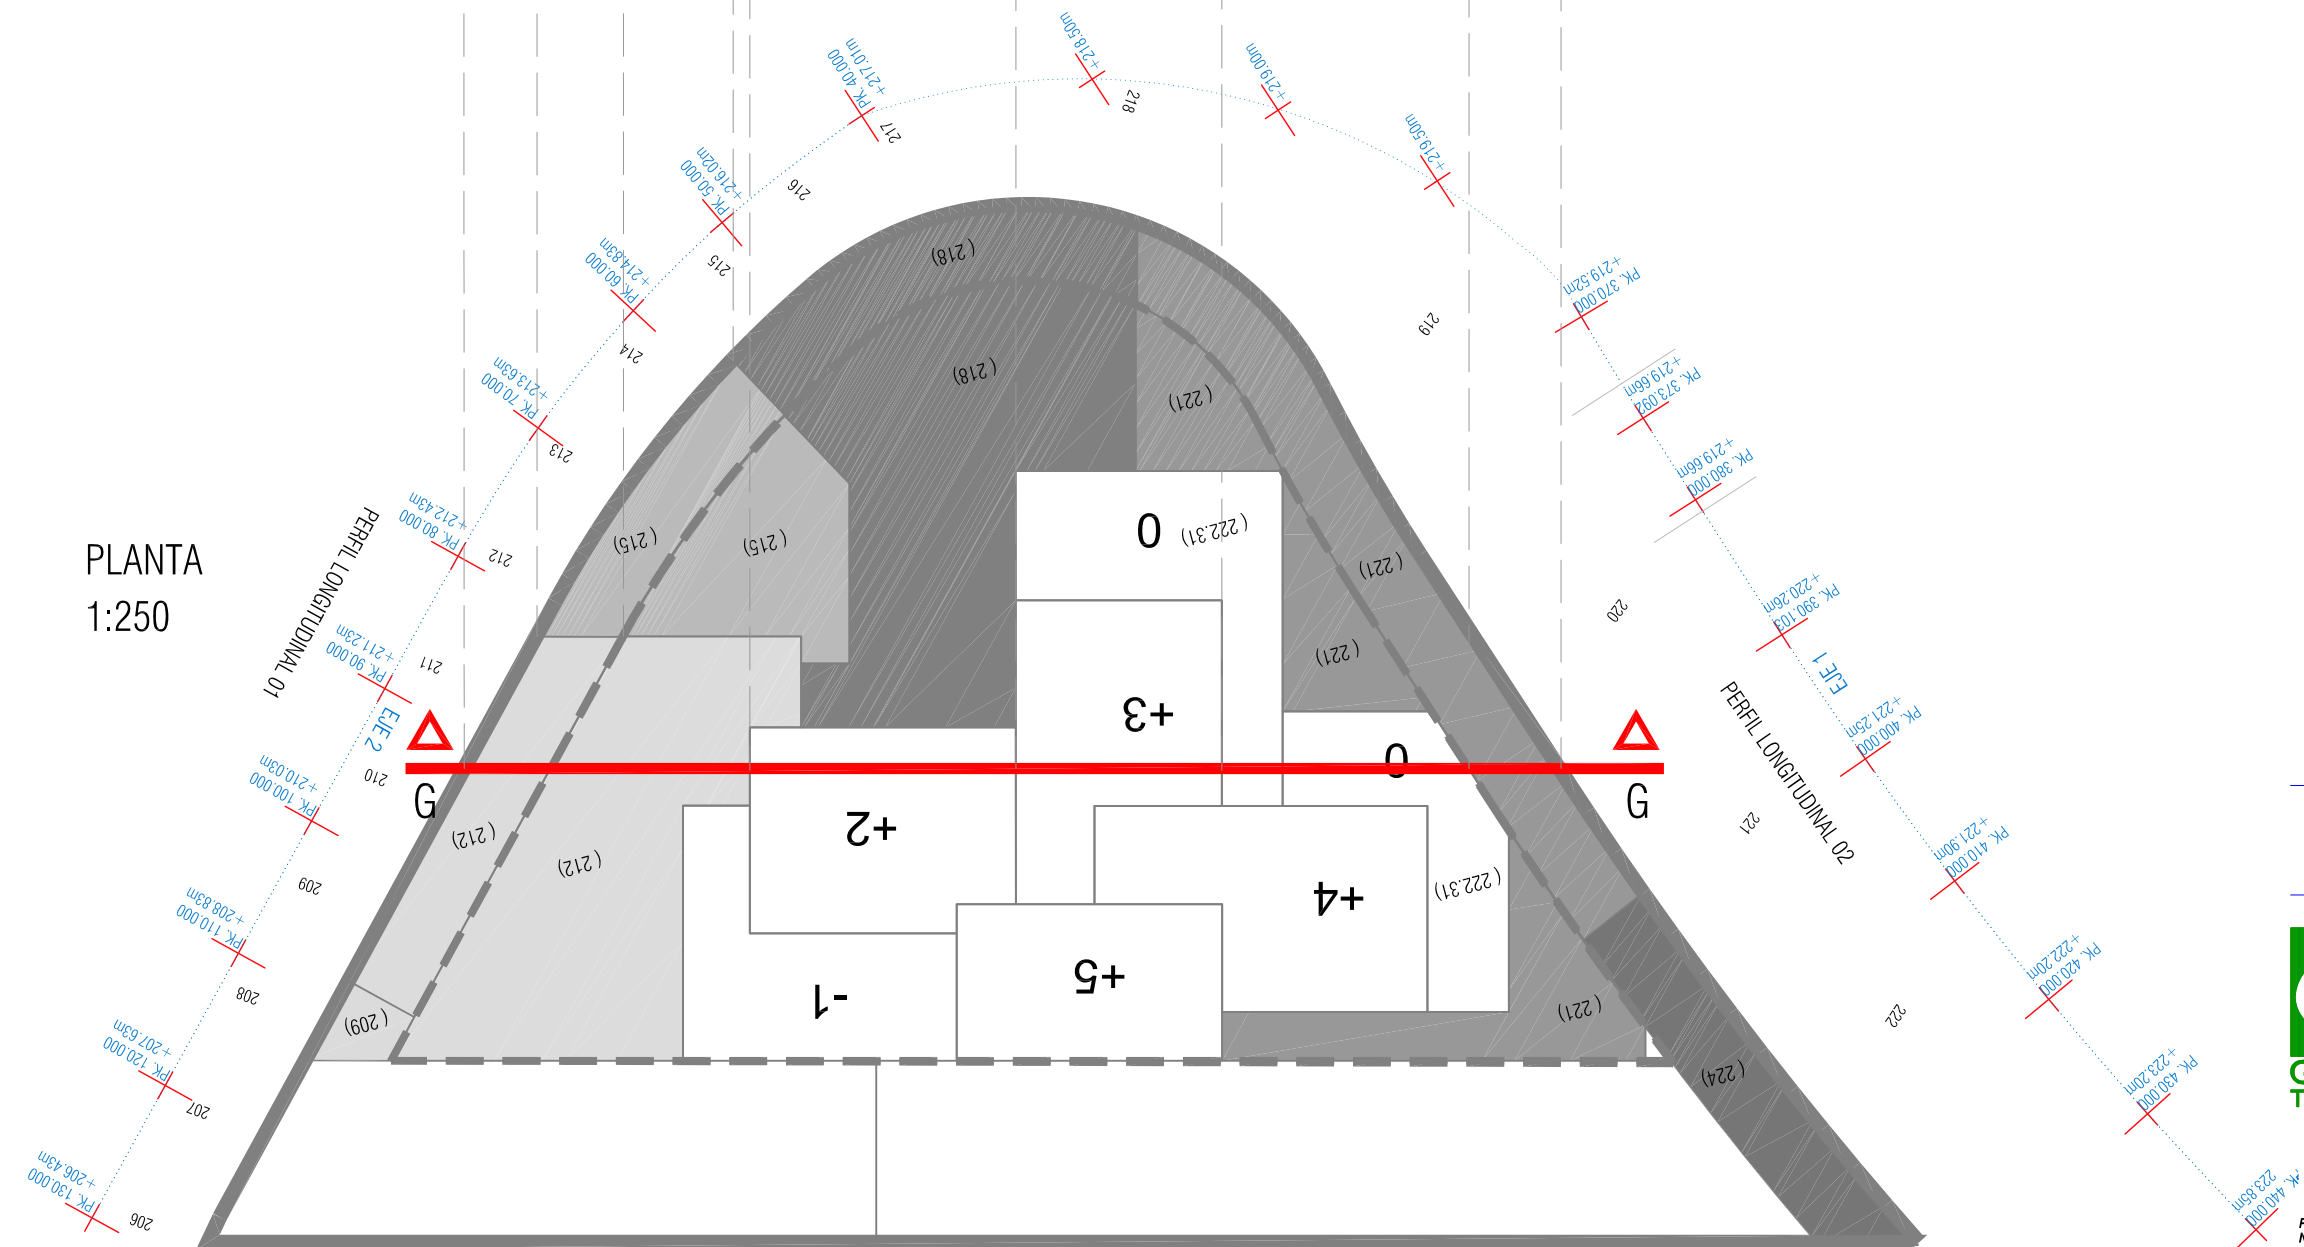 +218.50m
218
+219.00m
+219.50m
PK. 40.000
+217.01m
217
PK. 50.000
+216.02m
216
PK. 60.000
+214.83m
215
PK. 70.000
+213.63m
214
213
PK. 80.000
+212.43m
212
PK. 90.000
+211.23m
211
PERFIL LONGITUDINAL 01
EJE 2
PLANTA
1:250
PK. 100.000
+210.03m
210
PK. 110.000
+208.83m
209
208
PK. 120.000
+207.63m
207
PK. 130.000
+206.43m
206
(218)
(218)
(221)
(215)
(215)
0
(222.31)
(221)
(221)
+3
0
G
G
(212)
(212)
+2
+4
(222.31)
+5
-1
(209)
(221)
(224)
PK. 370.000
+219.52m
219
PK. 373.092
+219.66m
PK. 380.000
+219.66m
220
PK. 390.103
+220.26m
EJE 1
PERFIL LONGITUDINAL 02
PK. 400.000
+221.25m
221
PK. 410.000
+221.90m
PK. 420.000
+222.20m
222
PK. 430.000
+223.20m
PK. 440.000
223.85m